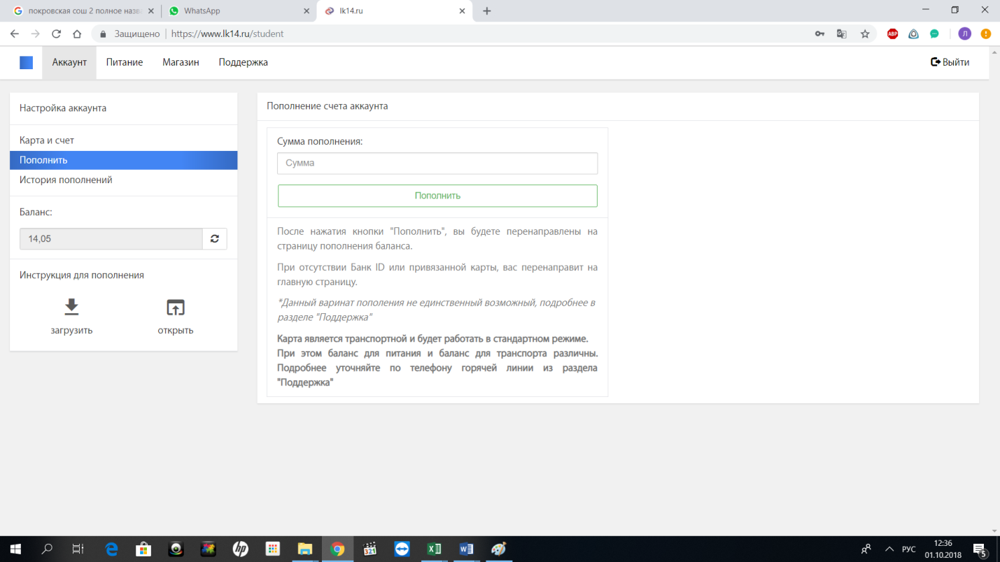 покровская сош 2 полное назв
WhatsApp
lk14.ru
Защищено | https://www.lk14.ru/student
ABP
Л
Аккаунт
Питание
Магазин
Поддержка
Выйти
Настройка аккаунта
Карта и счет
Пополнить
История пополнений
Баланс:
14,05
Инструкция для пополнения
загрузить
открыть
Пополнение счета аккаунта
Сумма пополнения:
Сумма
Пополнить
После нажатия кнопки "Пополнить", вы будете перенаправлены на
страницу пополнения баланса.
При отсутствии Банк ID или привязанной карты, вас перенаправит на
главную страницу.
*Данный варинат пополения не единственный возможный, подробнее в
разделе "Поддержка"
Карта является транспортной и будет работать в стандартном режиме.
При этом баланс для питания и баланс для транспорта различны.
Подробнее уточняйте по телефону горячей линии из раздела
"Поддержка"
hp
321
РУС
12:36
01.10.2018
5